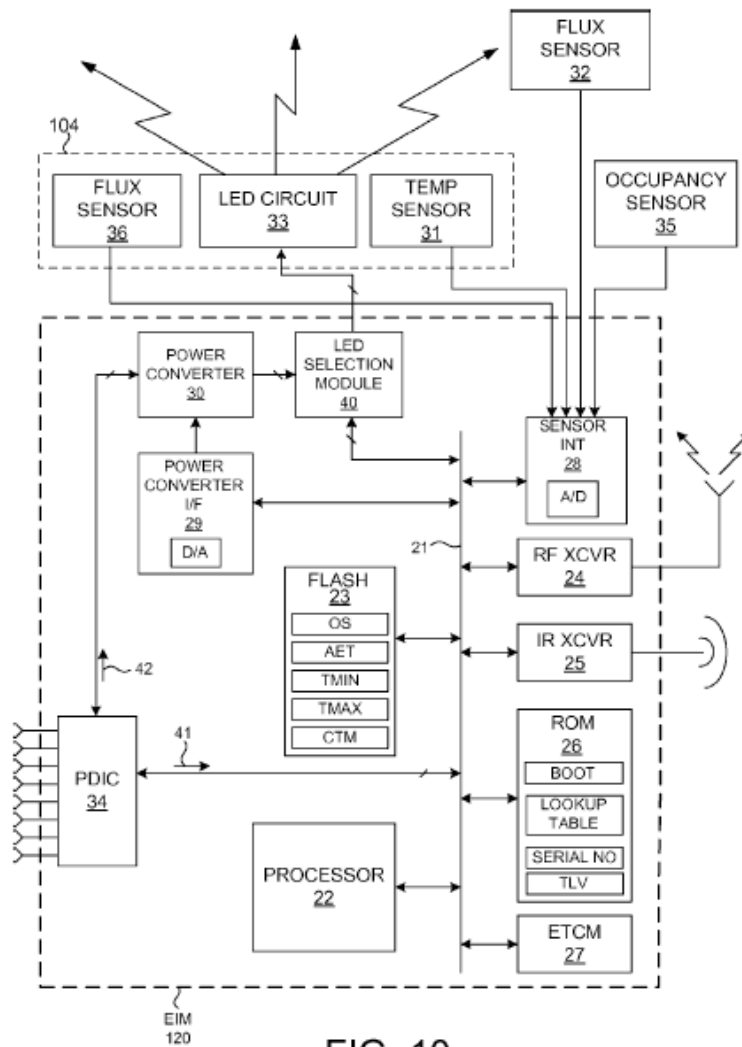 FLUX
SENSOR
32
104
FLUX
SENSOR
36
LED CIRCUIT
33
TEMP
SENSOR
31
OCCUPANCY
SENSOR
35
POWER
CONVERTER
30
LED
SELECTION
MODULE
40
SENSOR
INT
28
A/D
POWER
CONVERTER
I/F
29
D/A
21
RF XCVR
24
FLASH
23
OS
AET
TMIN
TMAX
CTM
IR XCVR
25
42
41
PDIC
34
ROM
26
BOOT
LOOKUP
TABLE
SERIAL NO
TLV
PROCESSOR
22
ETCM
27
EIM
120
FIG. 10